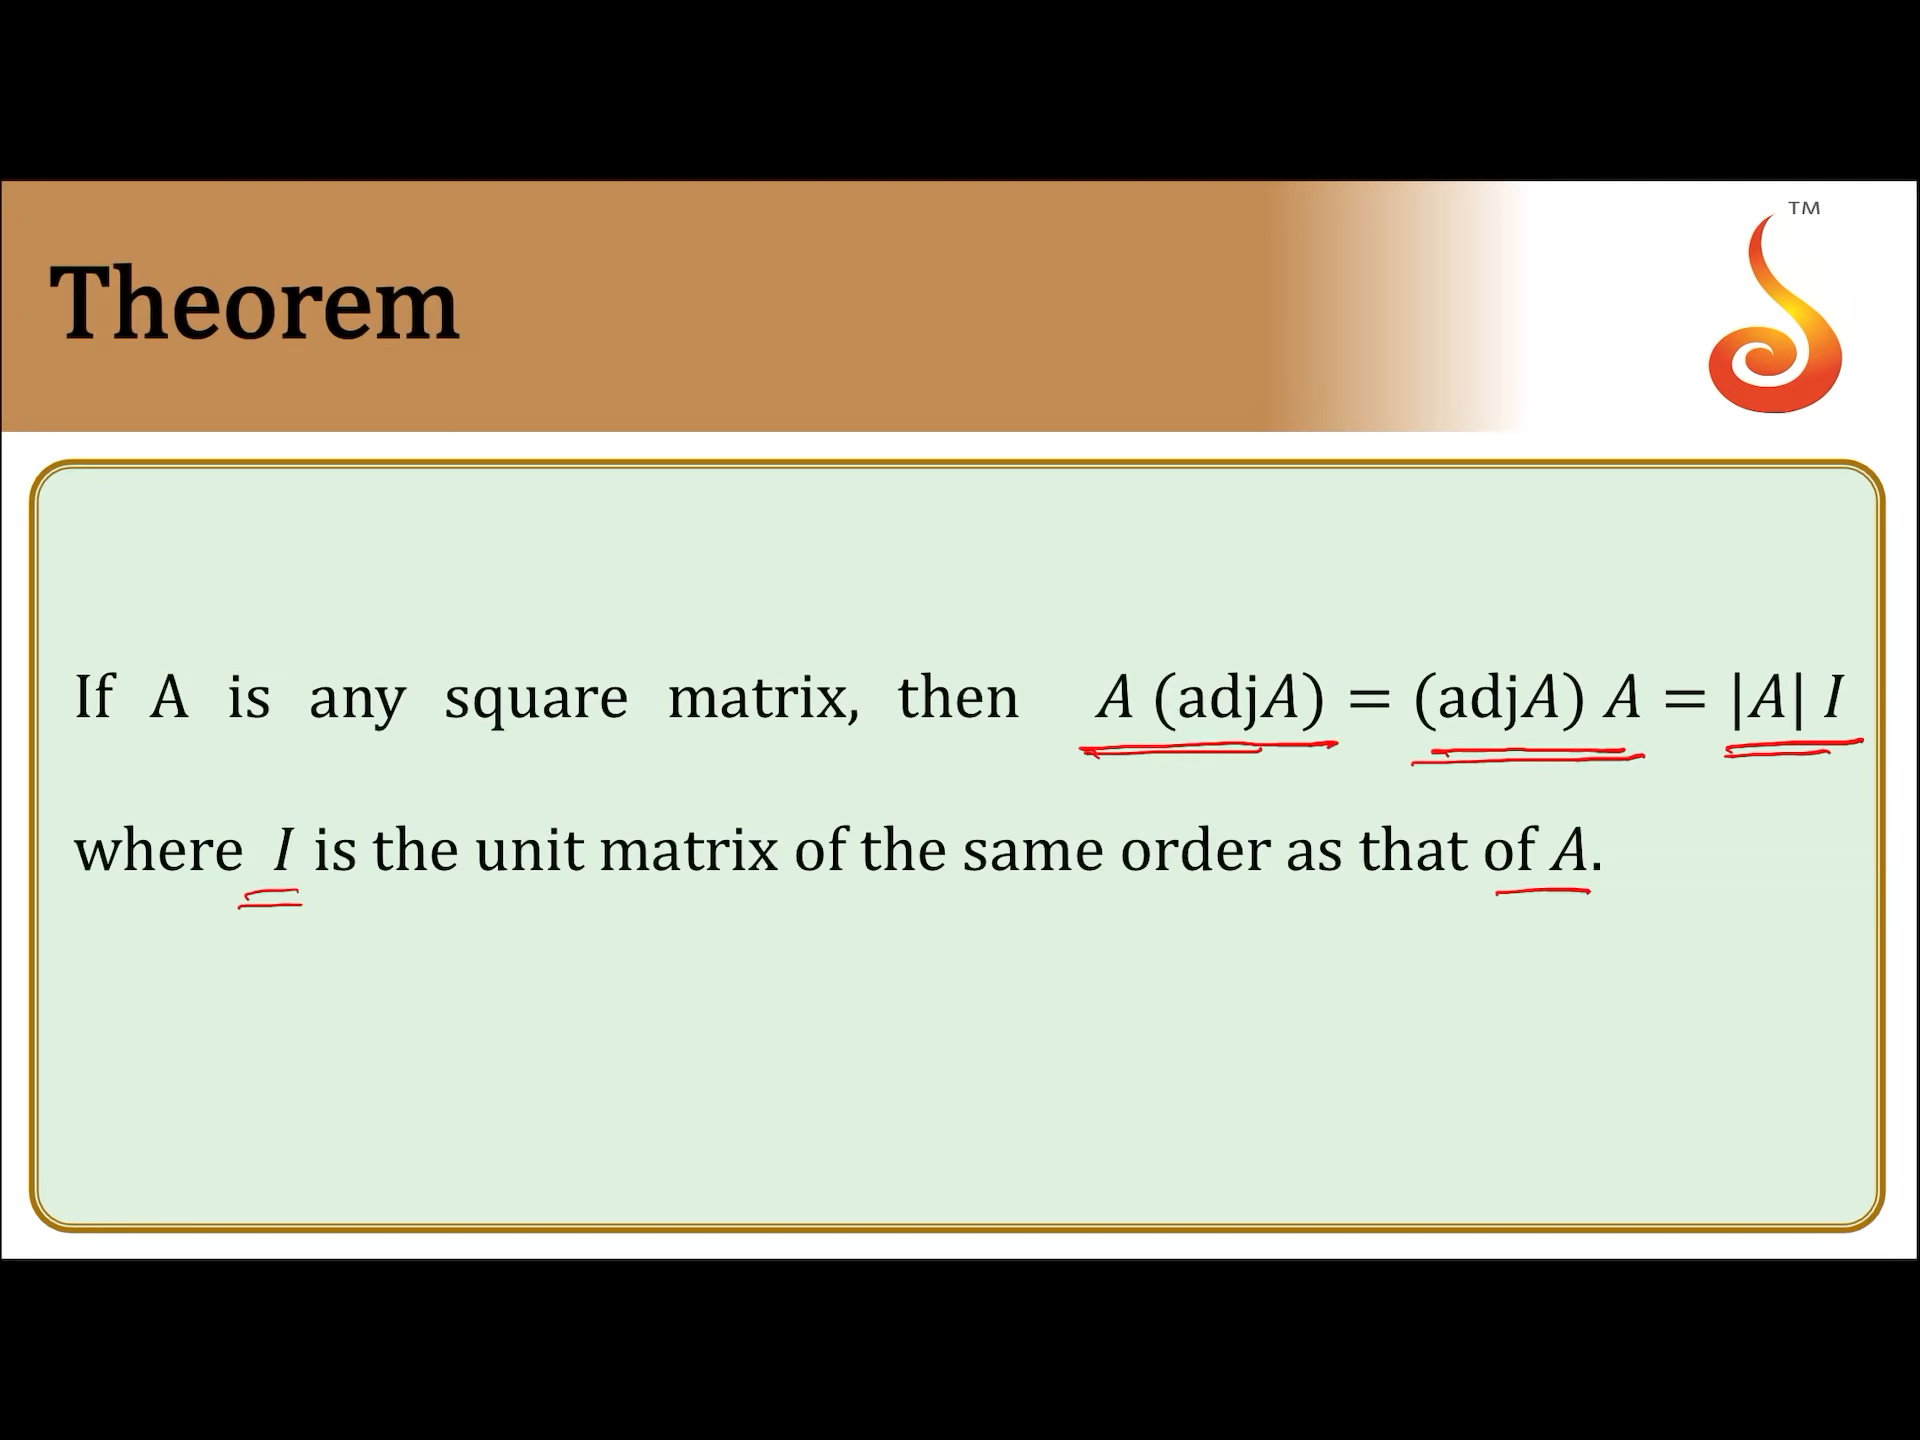 TM
Theorem
If A is any square matrix, then A (adjA) = (adjA) A = |A| I
where I is the unit matrix of the same order as that of A.